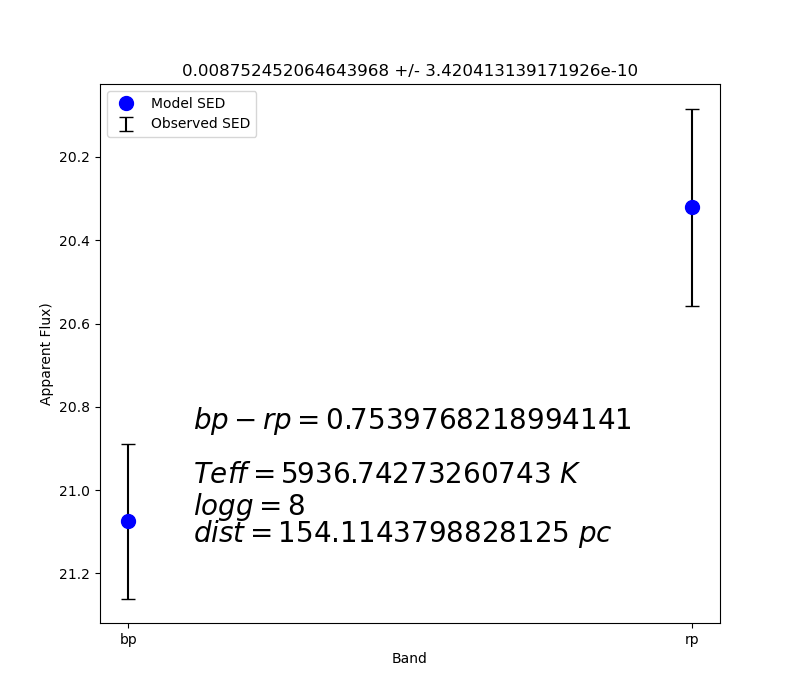 0.008752452064643968 +/- 3.420413139171926e-10
Model SED
Observed SED
20.2
20.4
20.6
20.8
21.0
21.2
Apparent Flux)
bp − rp = 0.7539768218994141
Teff = 5936.74273260743 K
logg = 8
dist = 154.1143798828125 pc
bp
rp
Band